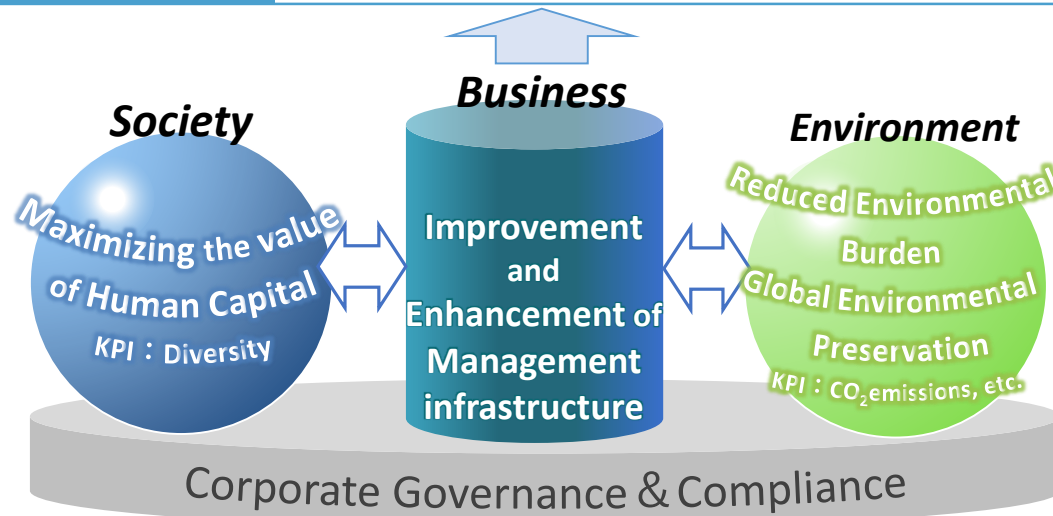 Society
Maximizing the value
of Human Capital
KPI：Diversity
Business
Improvement
and
Enhancement of
Management
infrastructure
Environment
Reduced Environmental
Burden
Global Environmental
Preservation
KPI：CO₂emissions, etc.
Corporate Governance＆Compliance